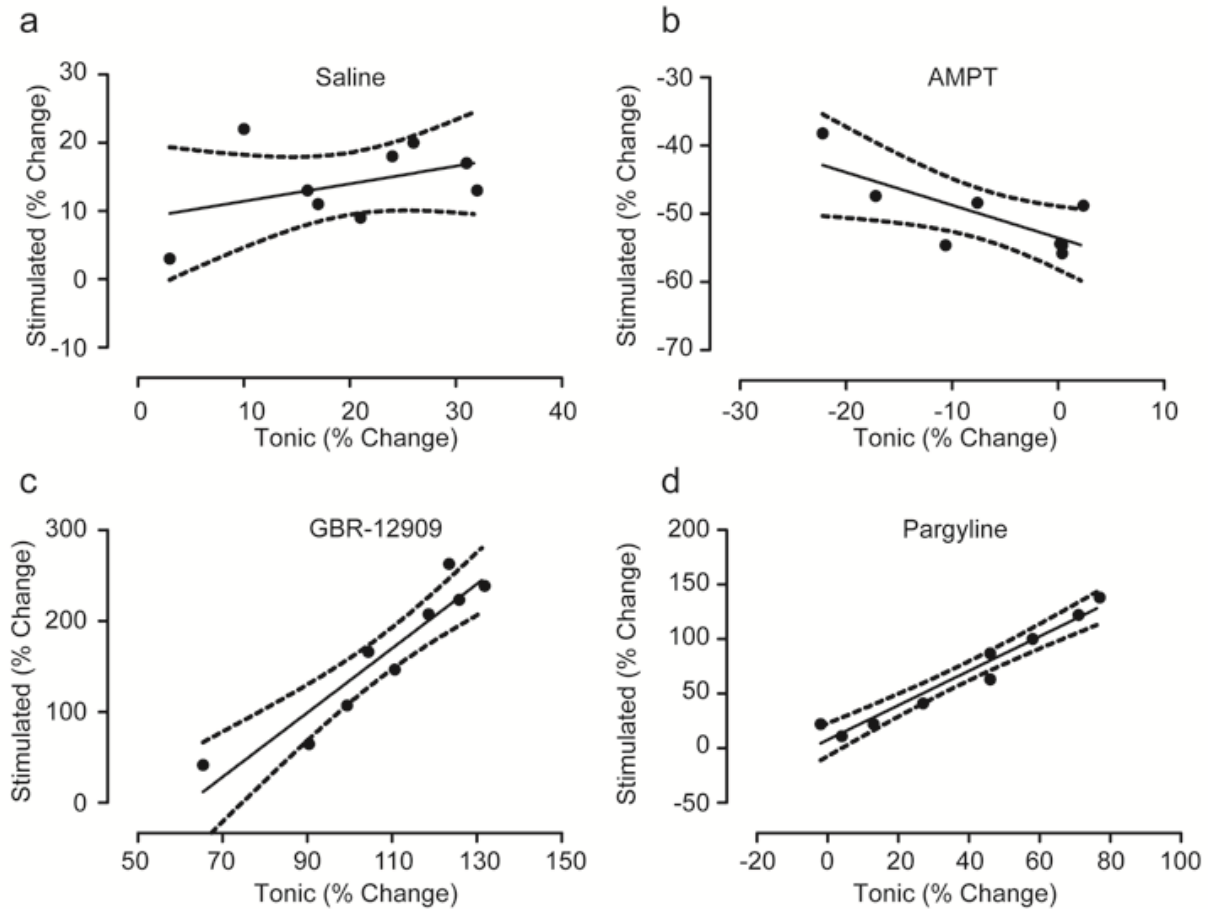 a
Saline
Stimulated (% Change)
30
20
10
0
-10
0 10 20 30 40
Tonic (% Change)
b
AMPT
Stimulated (% Change)
-30
-40
-50
-60
-70
-30 -20 -10 0 10
Tonic (% Change)
c
GBR-12909
Stimulated (% Change)
300
200
100
0
50 70 90 110 130 150
Tonic (% Change)
d
Pargyline
Stimulated (% Change)
200
150
100
50
0
-50
-20 0 20 40 60 80 100
Tonic (% Change)